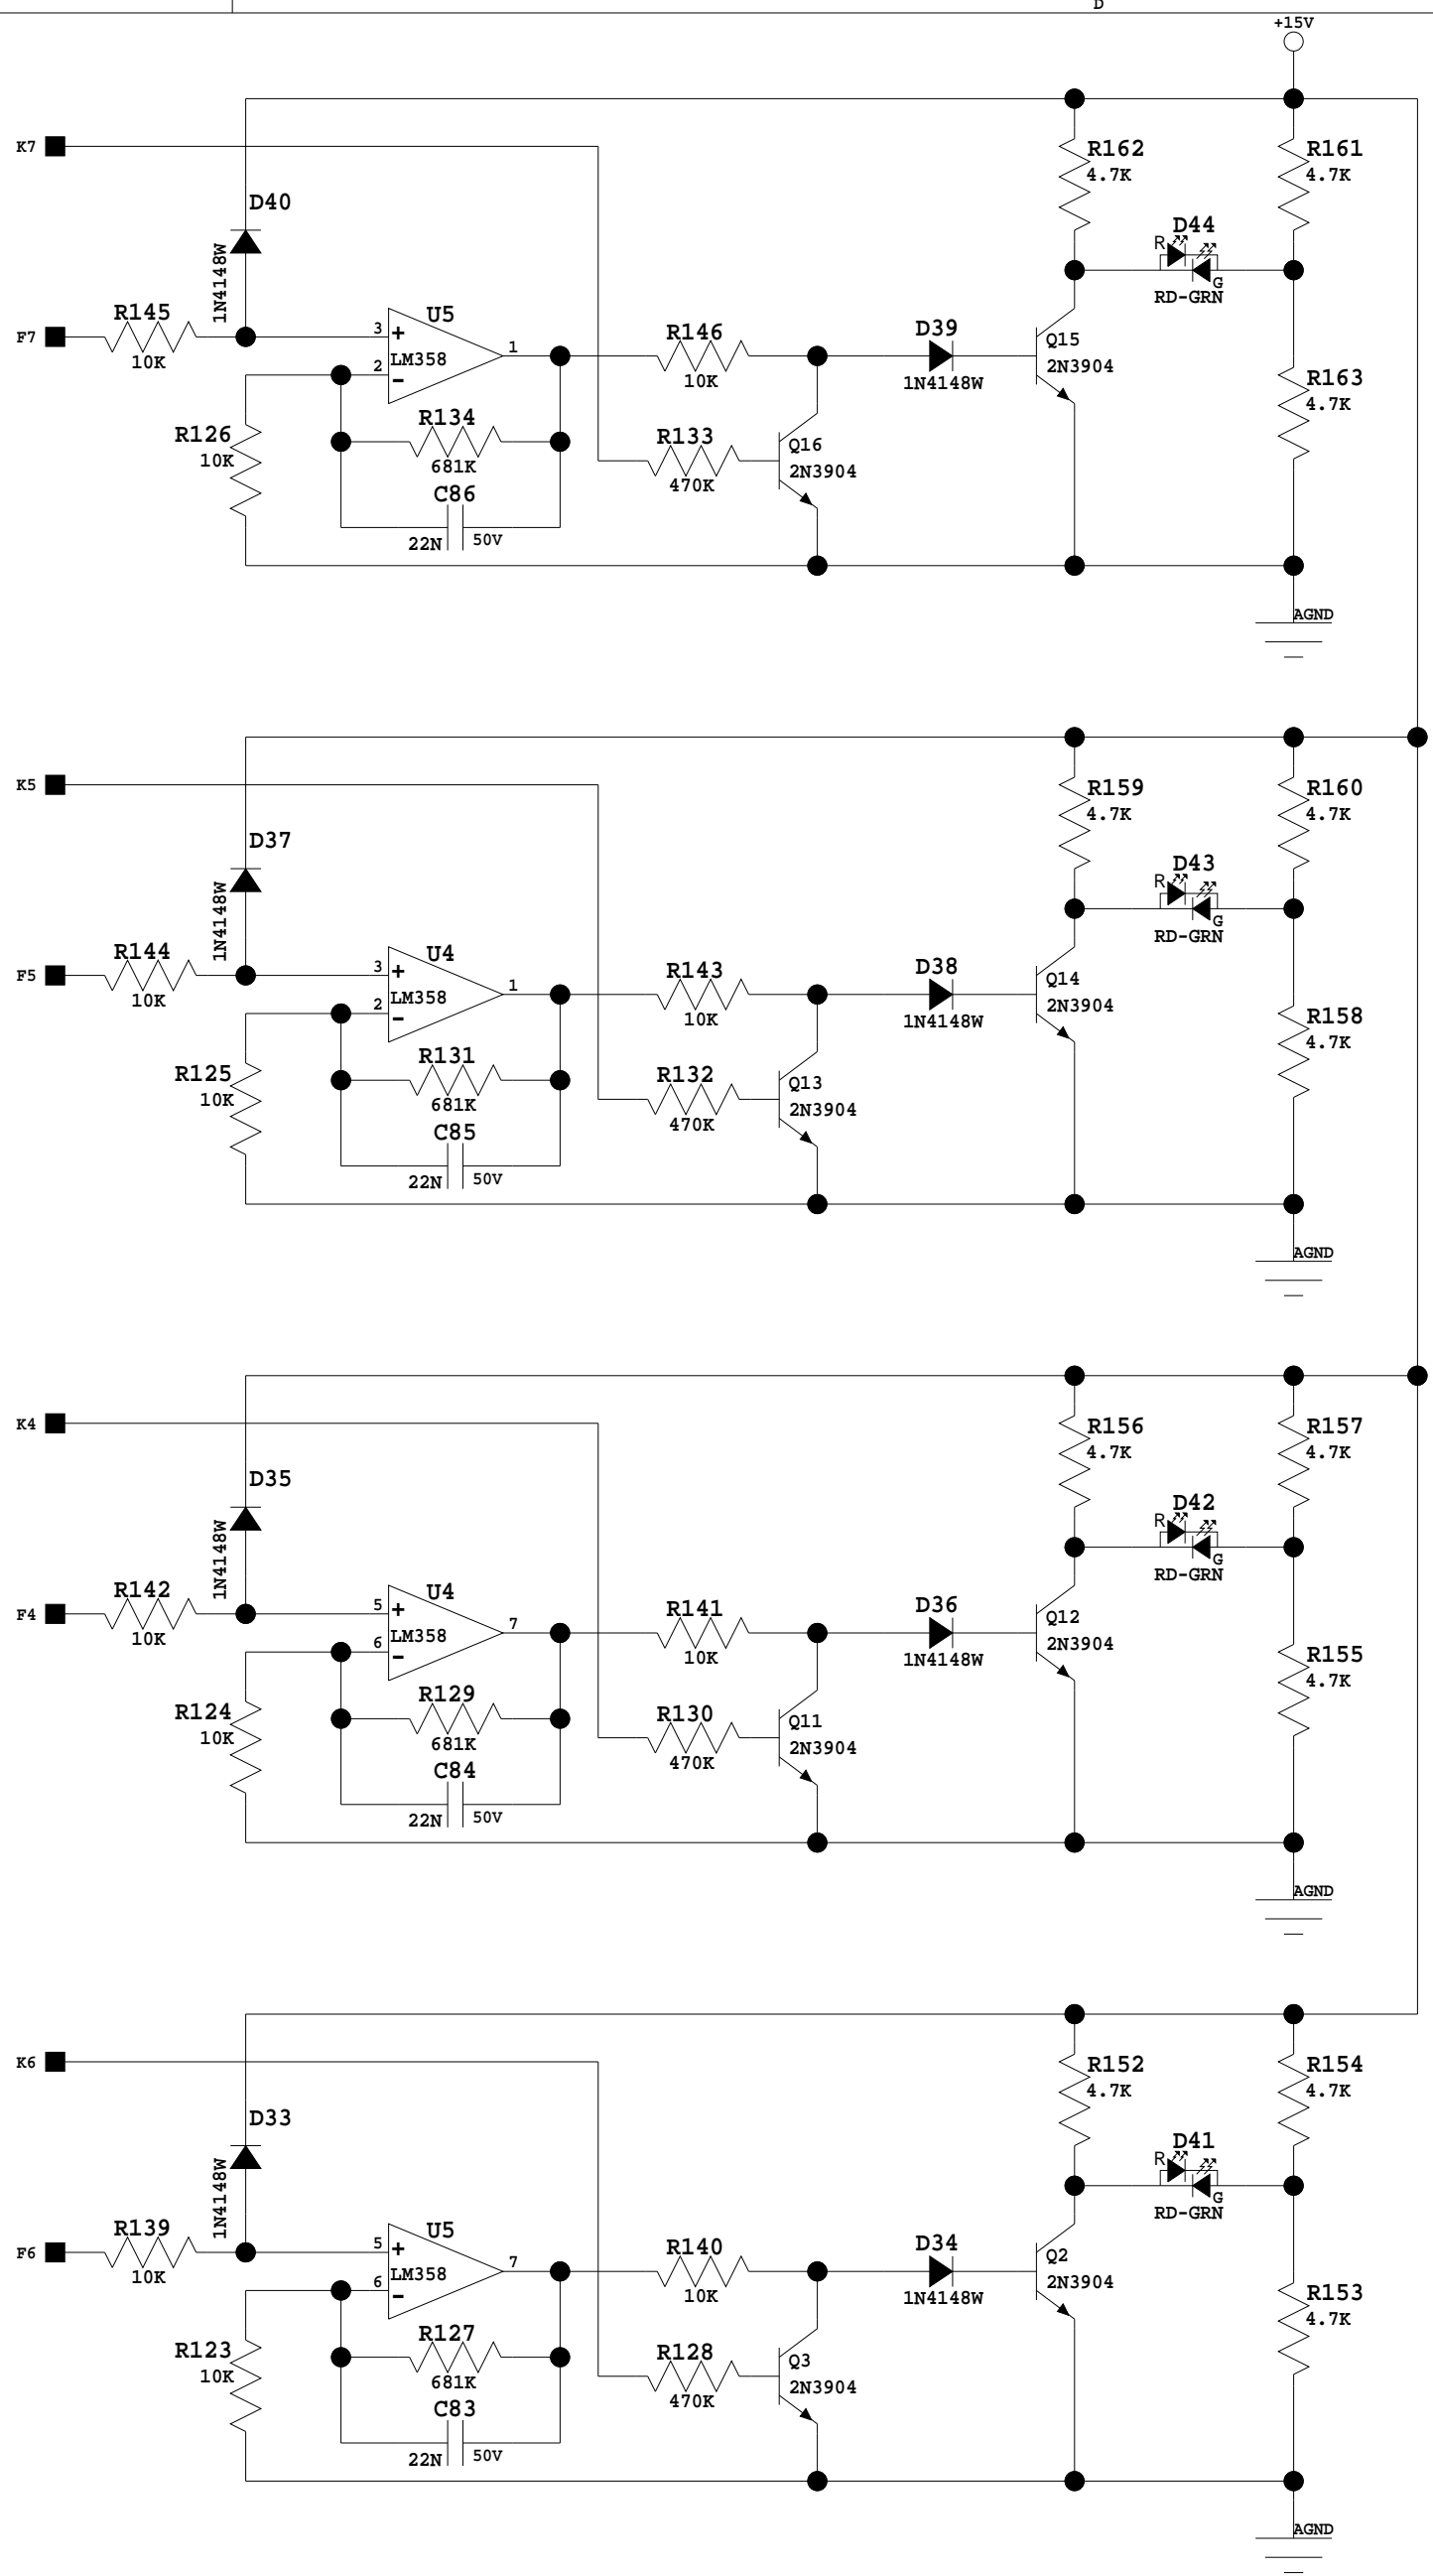 D
+15V
K7
R162
4.7K
R161
4.7K
D40
1N4148W
D44
R
G
RD-GRN
F7
R145
10K
3
+
U5
LM358
2
-
1
R146
10K
D39
1N4148W
Q15
2N3904
R163
4.7K
R126
10K
R134
681K
C86
22N
50V
R133
470K
Q16
2N3904
AGND
K5
R159
4.7K
R160
4.7K
D37
1N4148W
D43
R
G
RD-GRN
F5
R144
10K
3
+
U4
LM358
2
-
1
R143
10K
D38
1N4148W
Q14
2N3904
R158
4.7K
R125
10K
R131
681K
C85
22N
50V
R132
470K
Q13
2N3904
AGND
K4
R156
4.7K
R157
4.7K
D35
1N4148W
D42
R
G
RD-GRN
F4
R142
10K
5
+
U4
LM358
6
-
7
R141
10K
D36
1N4148W
Q12
2N3904
R155
4.7K
R124
10K
R129
681K
C84
22N
50V
R130
470K
Q11
2N3904
AGND
K6
R152
4.7K
R154
4.7K
D33
1N4148W
D41
R
G
RD-GRN
F6
R139
10K
5
+
U5
LM358
6
-
7
R140
10K
D34
1N4148W
Q2
2N3904
R153
4.7K
R123
10K
R127
681K
C83
22N
50V
R128
470K
Q3
2N3904
AGND